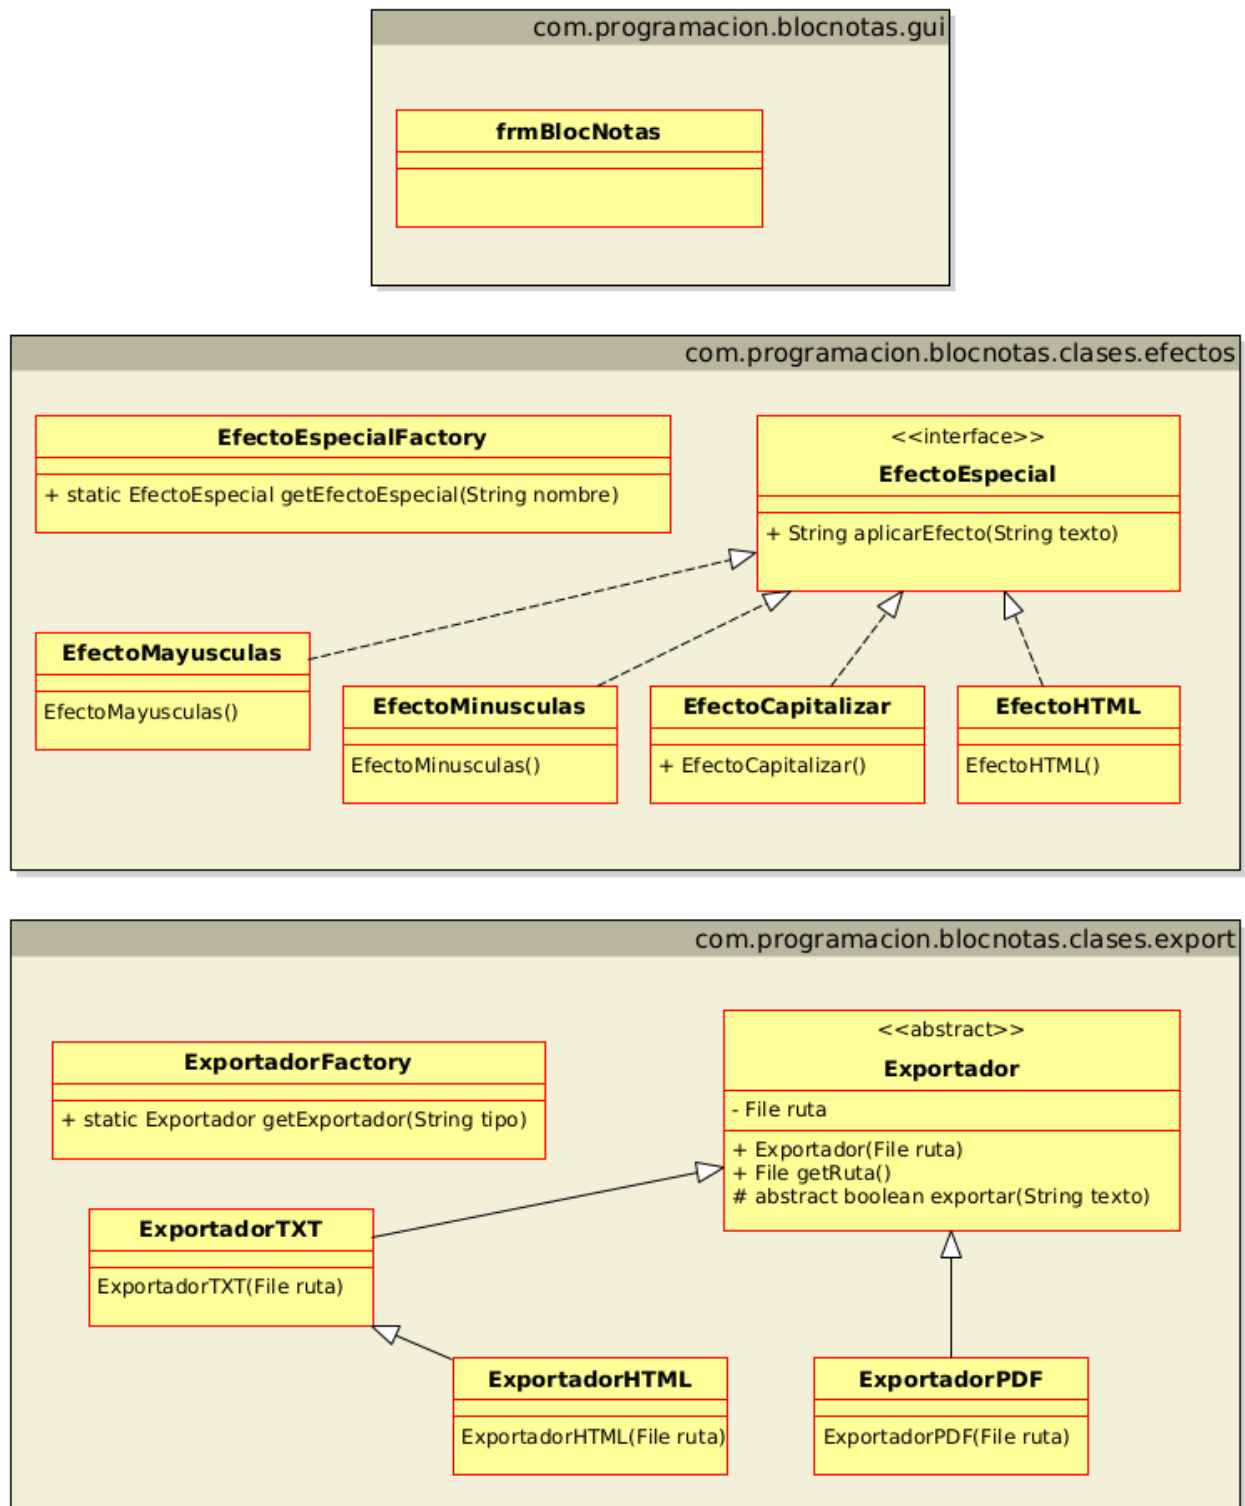 com.programacion.blocnotas.gui
frmBlocNotas
com.programacion.blocnotas.clases.efectos
EfectoEspecialFactory
+ static EfectoEspecial getEfectoEspecial(String nombre)
<<interface>>
EfectoEspecial
+ String aplicarEfecto(String texto)
EfectoMayusculas
EfectoMayusculas()
EfectoMinusculas
EfectoMinusculas()
EfectoCapitalizar
+ EfectoCapitalizar()
EfectoHTML
EfectoHTML()
com.programacion.blocnotas.clases.export
ExportadorFactory
+ static Exportador getExportador(String tipo)
<<abstract>>
Exportador
- File ruta
+ Exportador(File ruta)
+ File getRuta()
# abstract boolean exportar(String texto)
ExportadorTXT
ExportadorTXT(File ruta)
ExportadorHTML
ExportadorHTML(File ruta)
ExportadorPDF
ExportadorPDF(File ruta)